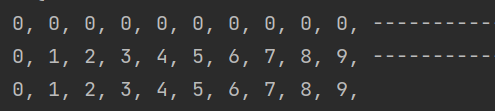 0, 0, 0, 0, 0, 0, 0, 0, 0, 0, ----------
0, 1, 2, 3, 4, 5, 6, 7, 8, 9, ----------
0, 1, 2, 3, 4, 5, 6, 7, 8, 9,